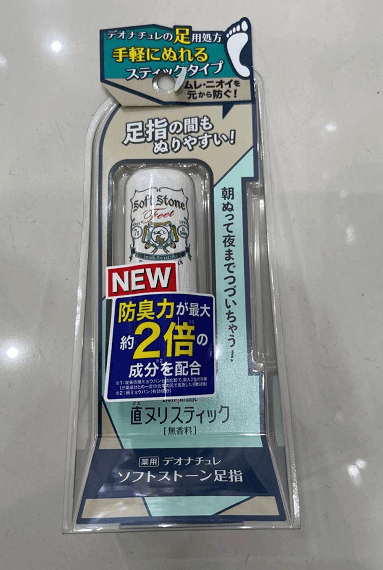 デオナチュレの足用処方
手軽にぬれる
スティックタイプ
ムレ・ニオイを
元から防ぐ!
足指の間も
ぬりやすい!
朝ぬって夜までつづいちゃう!
Soft Stone
Feet
NEW
防臭力が最大
約2倍の※2
成分を配合
直ヌリスティック
[無香料]
薬用 デオナチュレ
ソフトストーン足指